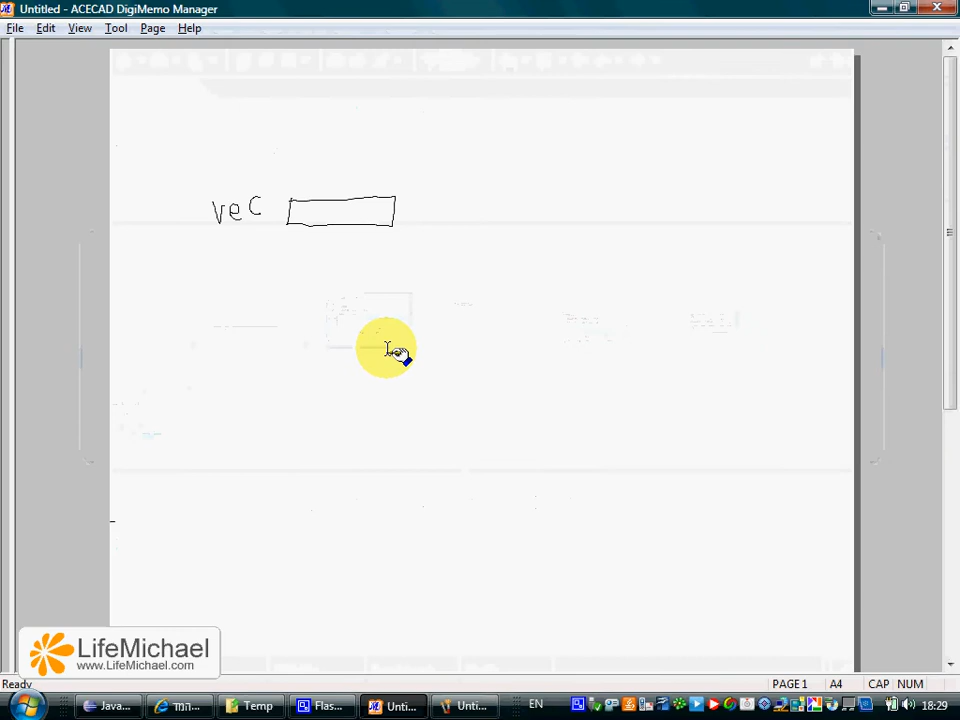 Untitled - ACECAD DigiMemo Manager
File Edit View Tool Page Help
vec
LifeMichael
www.LifeMichael.com
Ready PAGE 1 A4 CAP NUM
Java... Temp Flas... Unti... Unti... EN 18:29